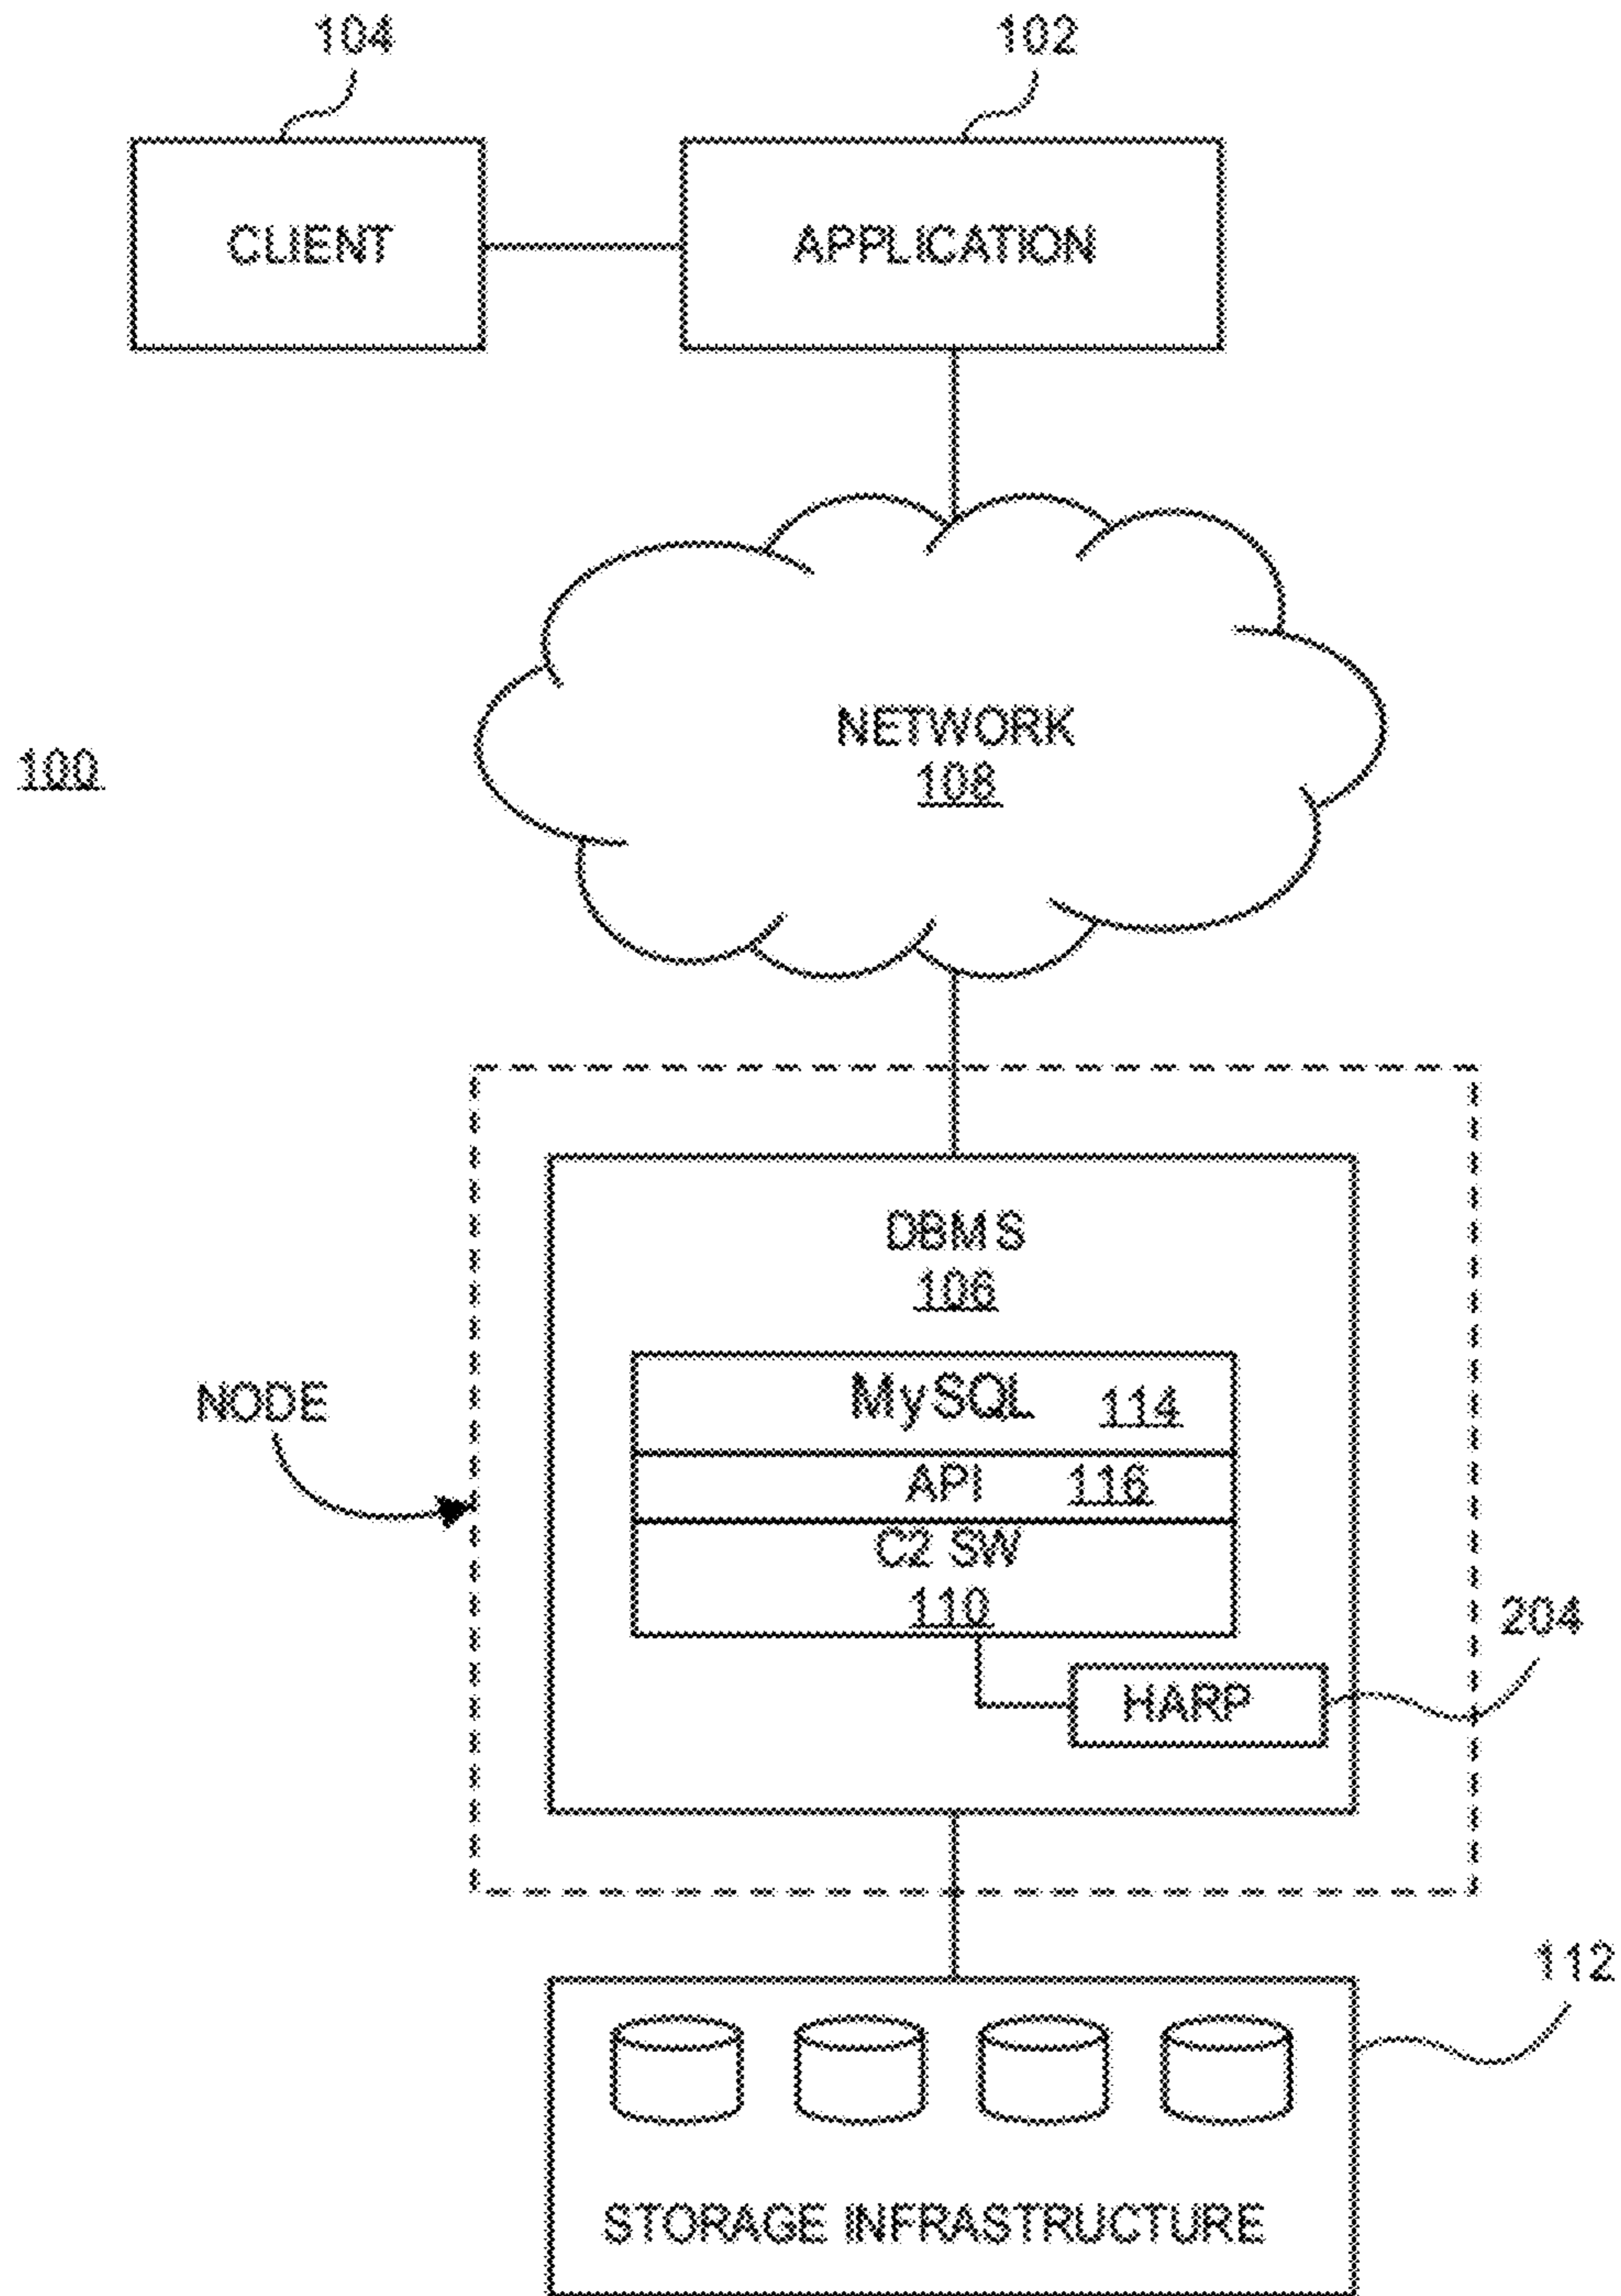 104
102
CLIENT
APPLICATION
NETWORK
108
100
DBMS
106
MySQL 114
NODE
API 116
C2 SW
110
204
HARP
112
STORAGE INFRASTRUCTURE